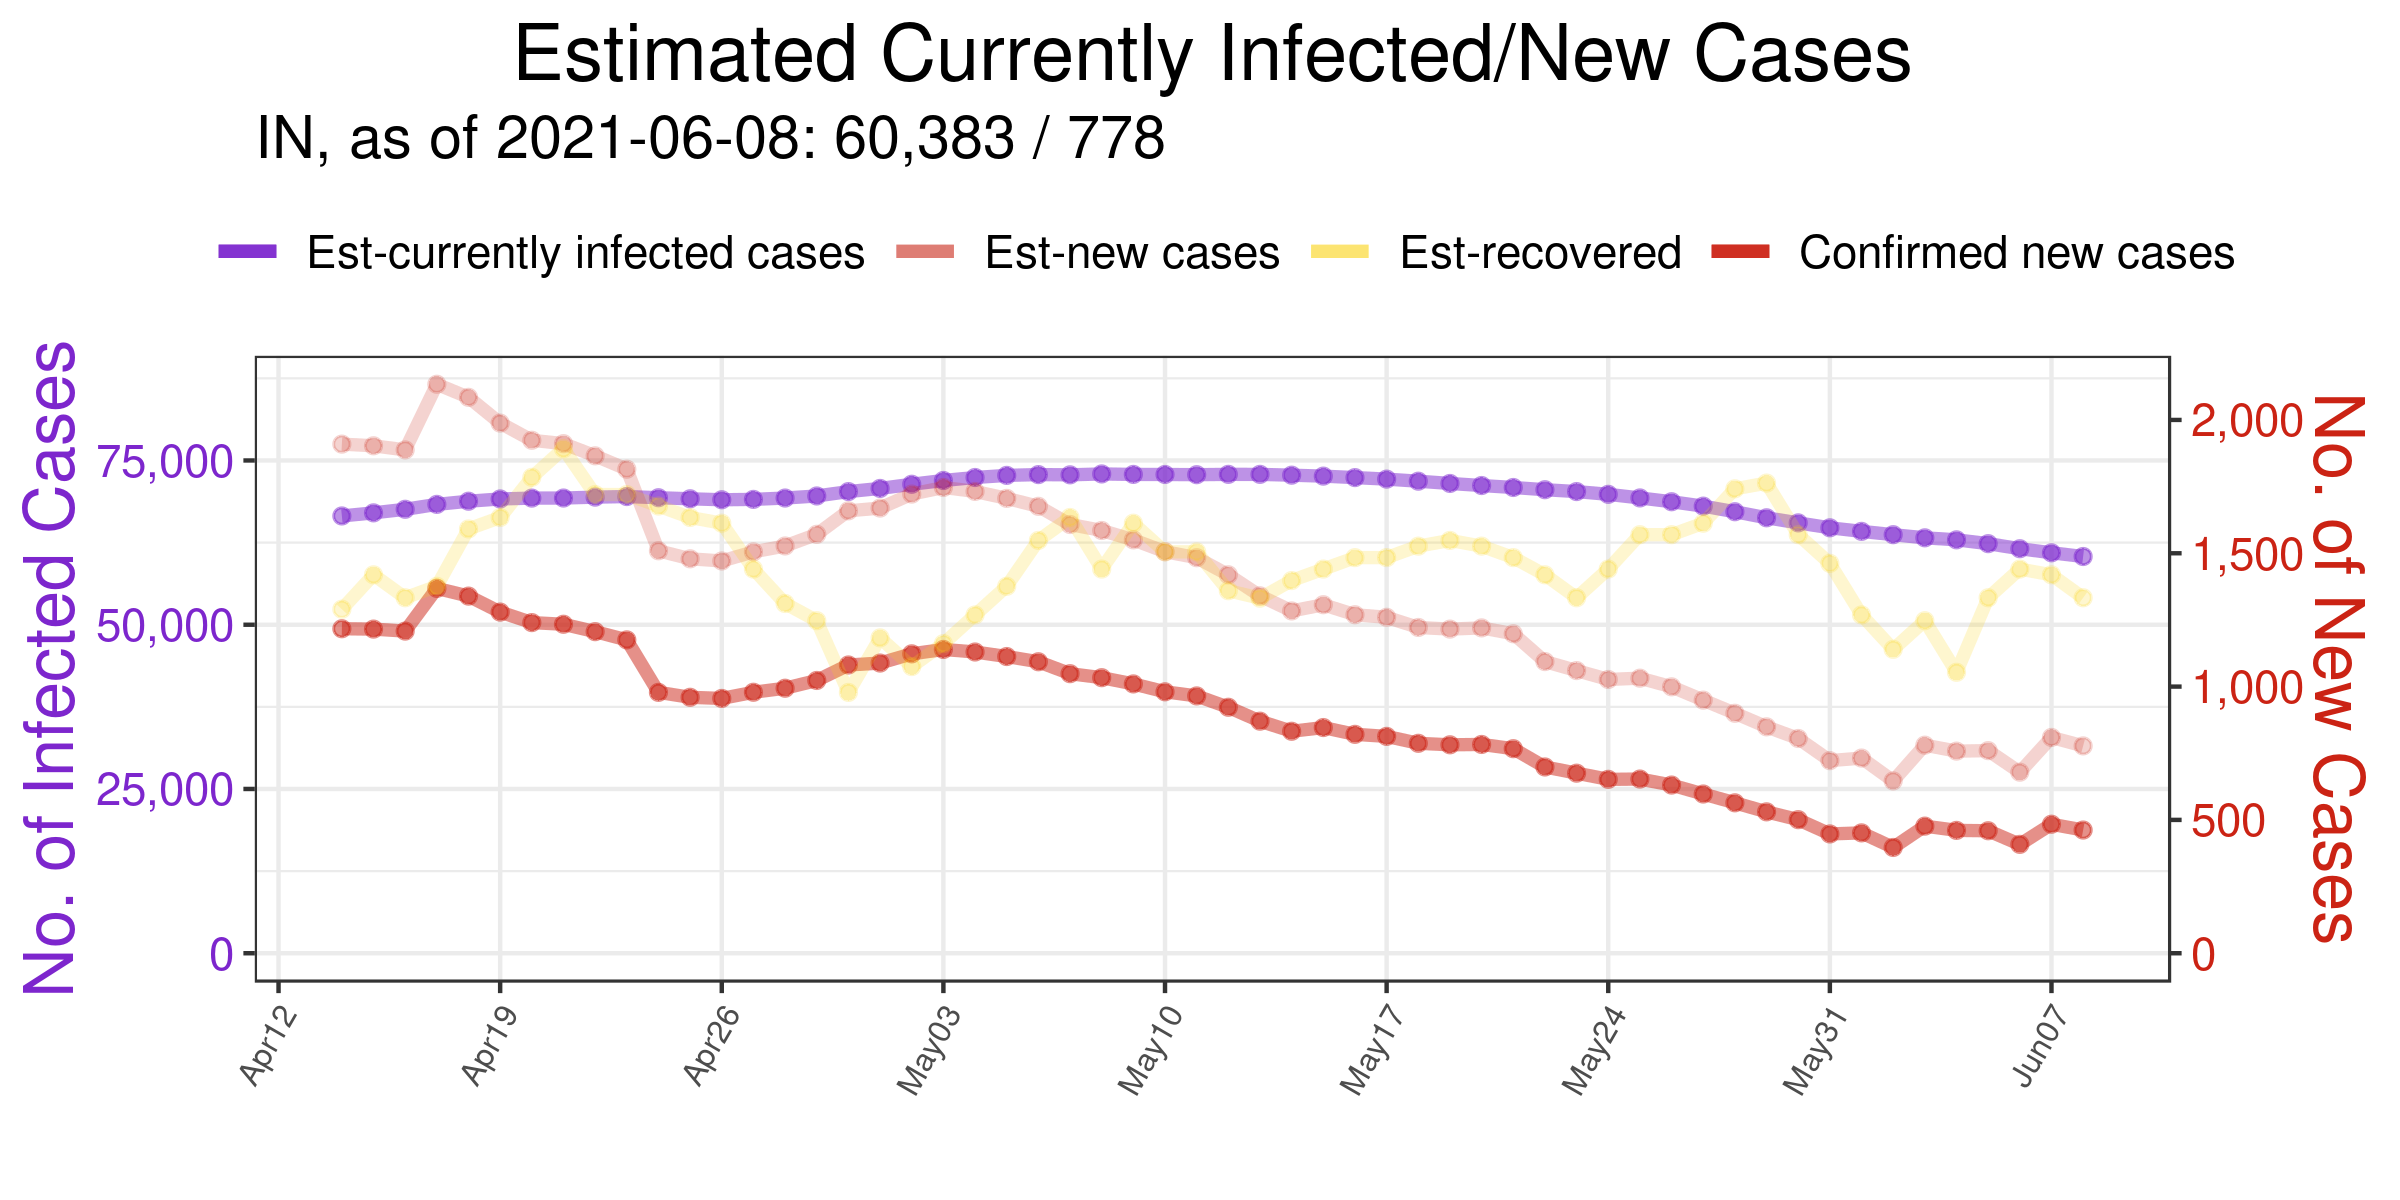 Estimated Currently Infected/New Cases
IN, as of 2021-06-08: 60,383 / 778
Est-currently infected cases Est-new cases Est-recovered Confirmed new cases
No. of Infected Cases
75,000
50,000
25,000
0
2,000
1,500
1,000
500
0
No. of New Cases
Apr12 Apr19 Apr26 May03 May10 May17 May24 May31 Jun07